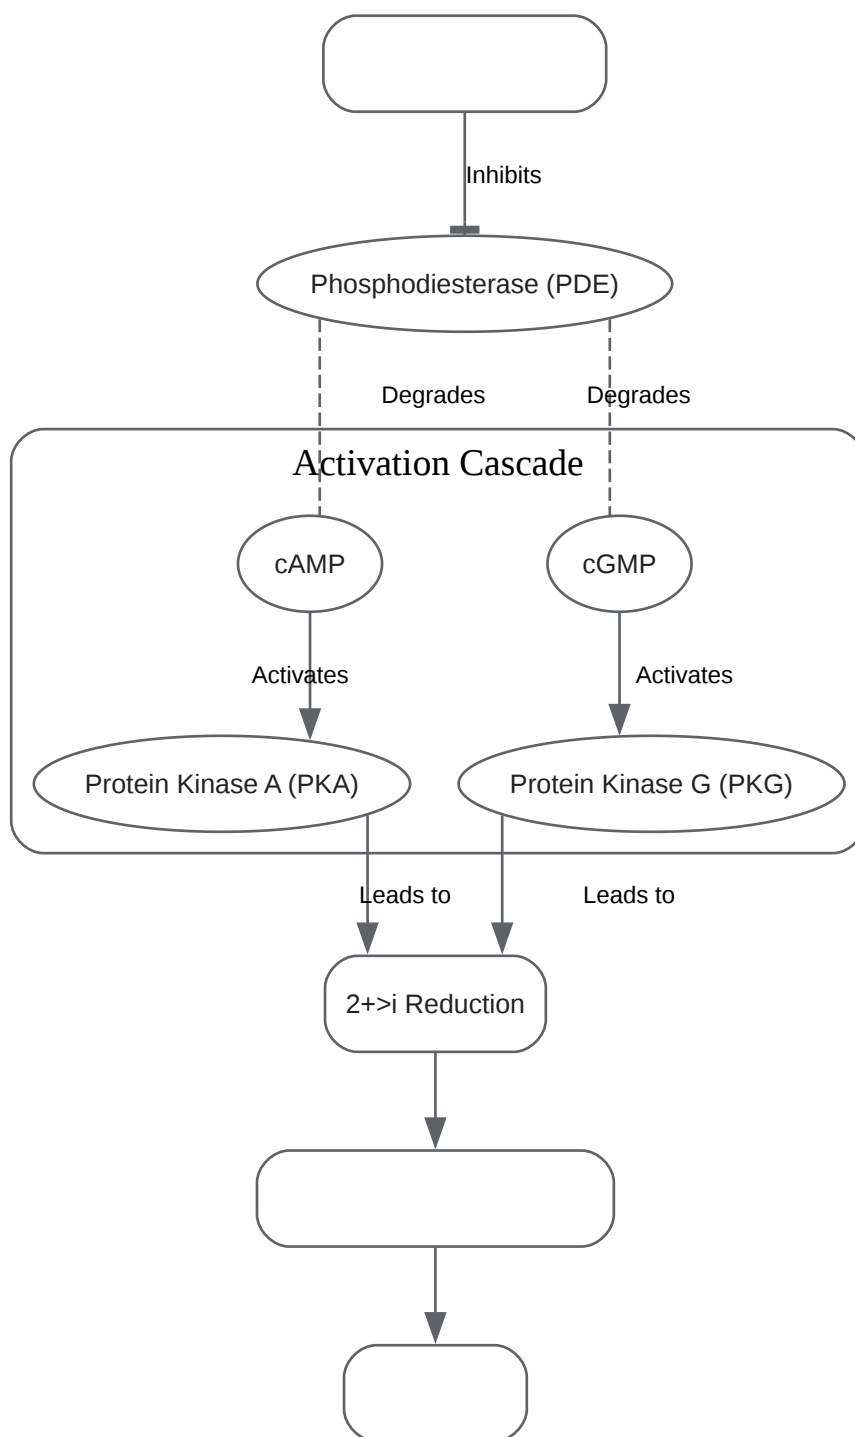 Inhibits
Phosphodiesterase (PDE)
Degrades
Degrades
Activation Cascade
cAMP
cGMP
Activates
Activates
Protein Kinase A (PKA)
Protein Kinase G (PKG)
Leads to
Leads to
2+>i Reduction